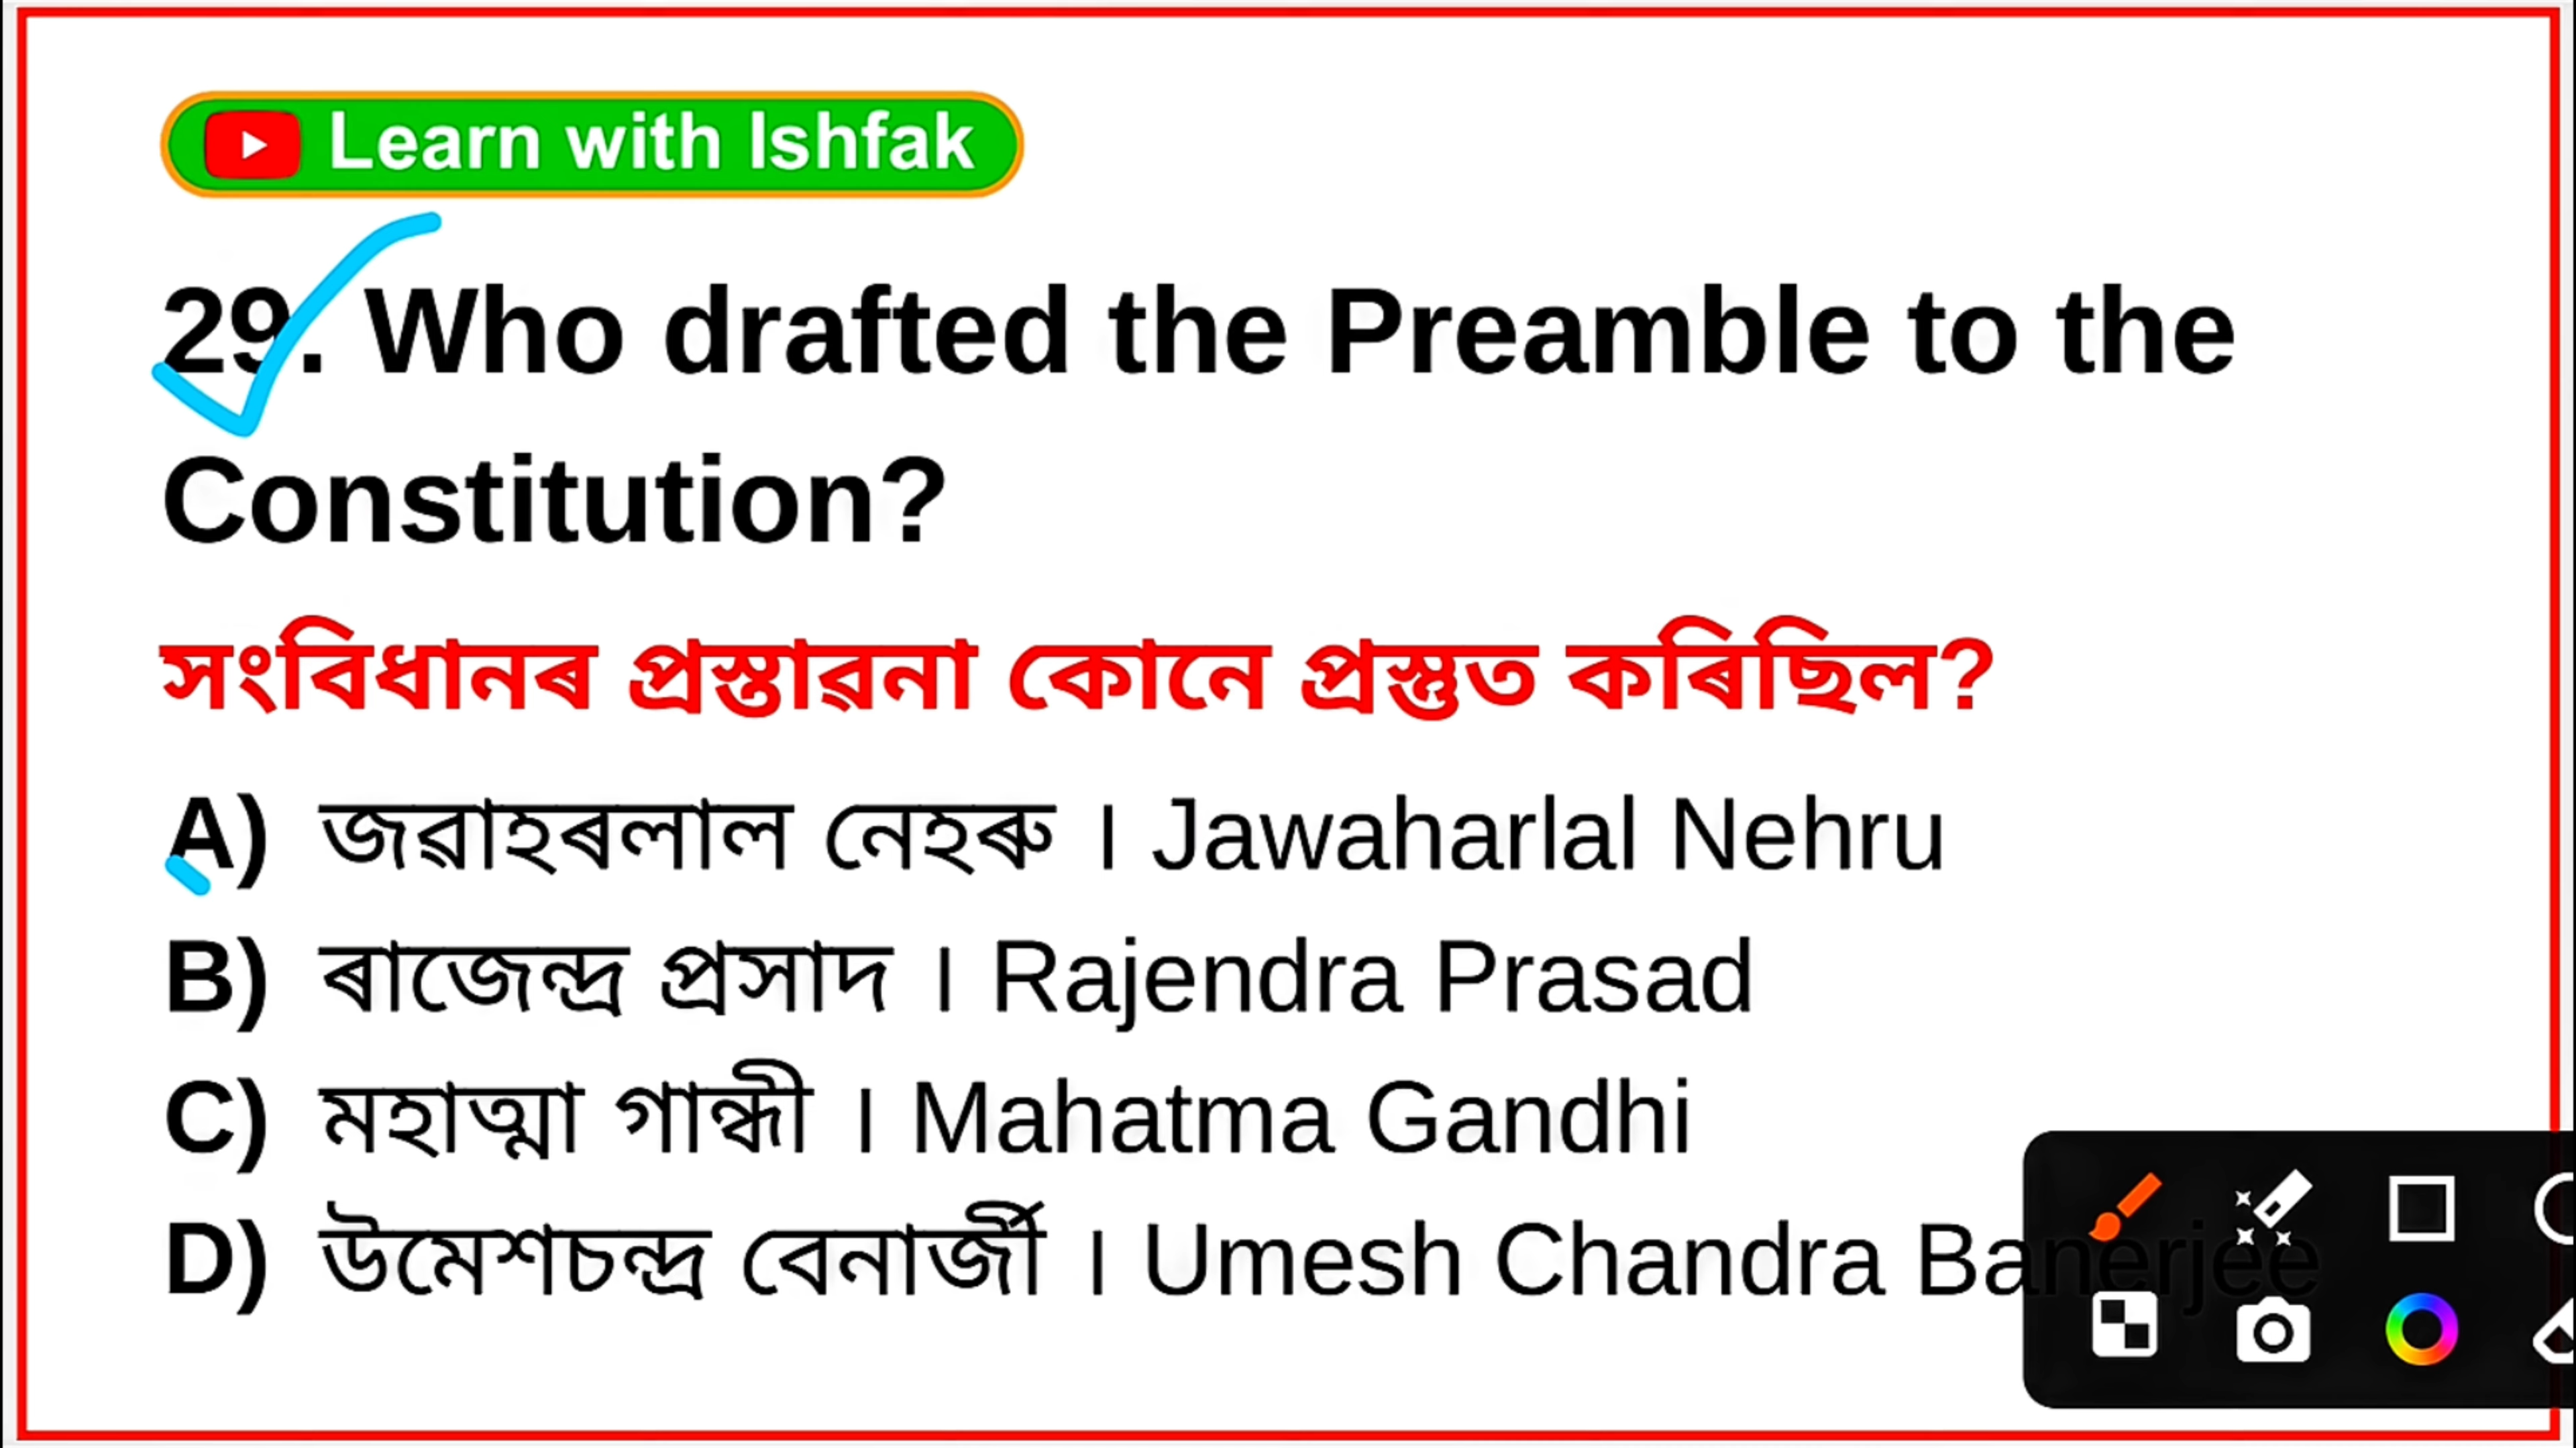 Learn with Ishfak
29. Who drafted the Preamble to the
Constitution?
সংবিধানৰ প্ৰস্তাৱনা কোনে প্ৰস্তুত কৰিছিল?
A) জৱাহৰলাল নেহৰু । Jawaharlal Nehru
B) ৰাজেন্দ্ৰ প্ৰসাদ । Rajendra Prasad
C) মহাত্মা গান্ধী । Mahatma Gandhi
D) উমেশচন্দ্ৰ বেনাৰ্জী । Umesh Chandra Banerjee